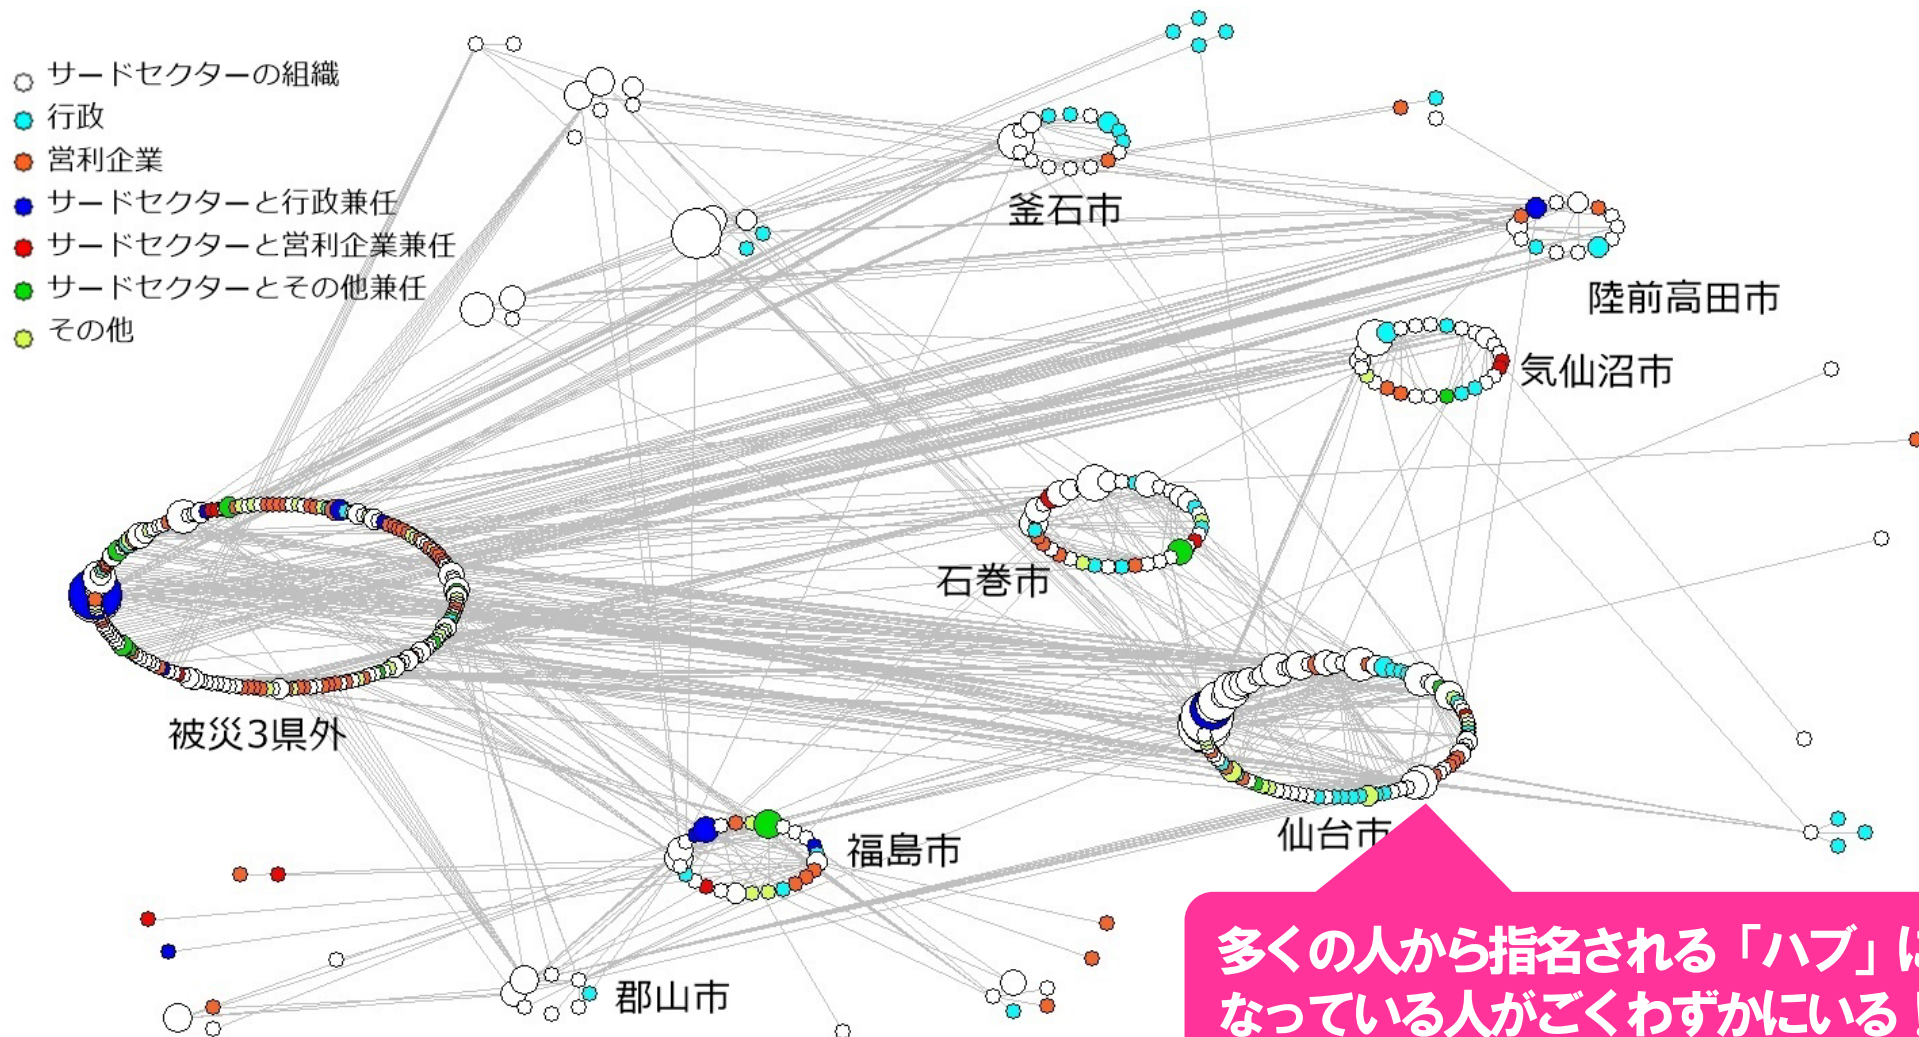 サードセクターの組織
行政
営利企業
サードセクターと行政兼任
サードセクターと営利企業兼任
サードセクターとその他兼任
その他
釜石市
陸前高田市
気仙沼市
石巻市
被災3県外
仙台市
福島市
郡山市
多くの人から指名される「ハブ」に
なっている人がごくわずかにいる！